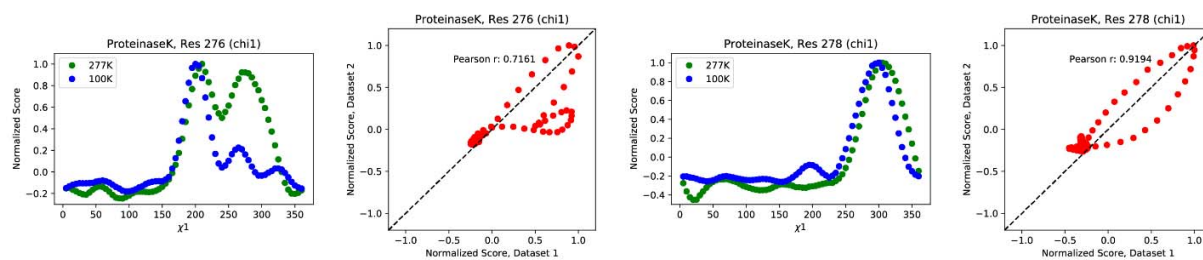 ProteinaseK, Res 276 (chi1)
277K
100K
Normalized Score
1.0
0.8
0.6
0.4
0.2
0.0
−0.2
0
50
100
150
200
250
300
350
χ1
ProteinaseK, Res 276 (chi1)
Pearson r: 0.7161
Normalized Score, Dataset 2
1.0
0.5
0.0
−0.5
−1.0
−1.0
−0.5
0.0
0.5
1.0
Normalized Score, Dataset 1
ProteinaseK, Res 278 (chi1)
277K
100K
Normalized Score
1.0
0.8
0.6
0.4
0.2
−0.0
−0.2
−0.4
0
50
100
150
200
250
300
350
χ1
ProteinaseK, Res 278 (chi1)
Pearson r: 0.9194
Normalized Score, Dataset 2
1.0
0.5
0.0
−0.5
−1.0
−1.0
−0.5
0.0
0.5
1.0
Normalized Score, Dataset 1